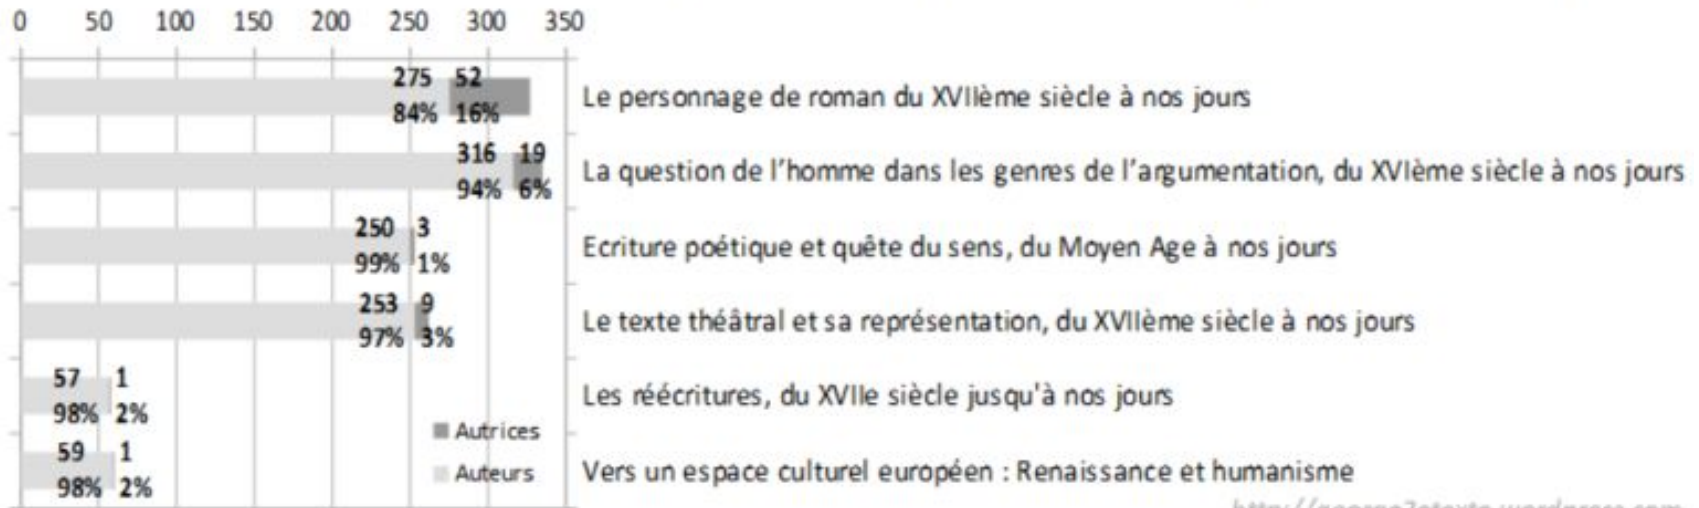 0 50 100 150 200 250 300 350
275 52
84% 16%
Le personnage de roman du XVIIème siècle à nos jours
316 19
94% 6%
La question de l'homme dans les genres de l'argumentation, du XVIème siècle à nos jours
250 3
99% 1%
Ecriture poétique et quête du sens, du Moyen Age à nos jours
253 9
97% 3%
Le texte théâtral et sa représentation, du XVIIème siècle à nos jours
57 1
98% 2%
Les réécritures, du XVIIe siècle jusqu'à nos jours
59 1
98% 2%
Vers un espace culturel européen : Renaissance et humanisme
Autrices
Auteurs